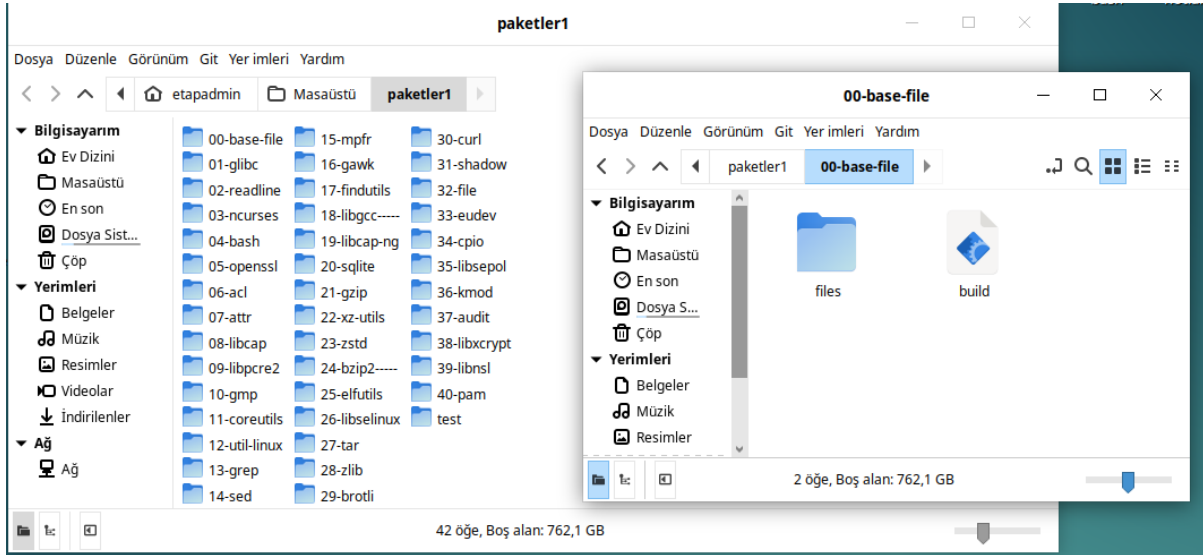 paketler1
Dosya Düzenle Görünüm Git Yer imleri Yardım
etapadmin Masaüstü paketler1
Bilgisayarım
Ev Dizini
Masaüstü
En son
Dosya Sist...
Çöp
Yerimleri
Belgeler
Müzik
Resimler
Videolar
İndirilenler
Ağ
Ağ
00-base-file 15-mpfr 30-curl
01-glibc 16-gawk 31-shadow
02-readline 17-findutils 32-file
03-ncurses 18-libgcc----- 33-eudev
04-bash 19-libcap-ng 34-cpio
05-openssl 20-sqlite 35-libsepol
06-acl 21-gzip 36-kmod
07-attr 22-xz-utils 37-audit
08-libcap 23-zstd 38-libxcrypt
09-libpcre2 24-bzip2----- 39-libnsl
10-gmp 25-elfutils 40-pam
11-coreutils 26-libselinux test
12-util-linux 27-tar
13-grep 28-zlib
14-sed 29-brotli
42 öğe, Boş alan: 762,1 GB
00-base-file
Dosya Düzenle Görünüm Git Yer imleri Yardım
paketler1 00-base-file
Bilgisayarım
Ev Dizini
Masaüstü
En son
Dosya S...
Çöp
Yerimleri
Belgeler
Müzik
Resimler
files build
2 öğe, Boş alan: 762,1 GB